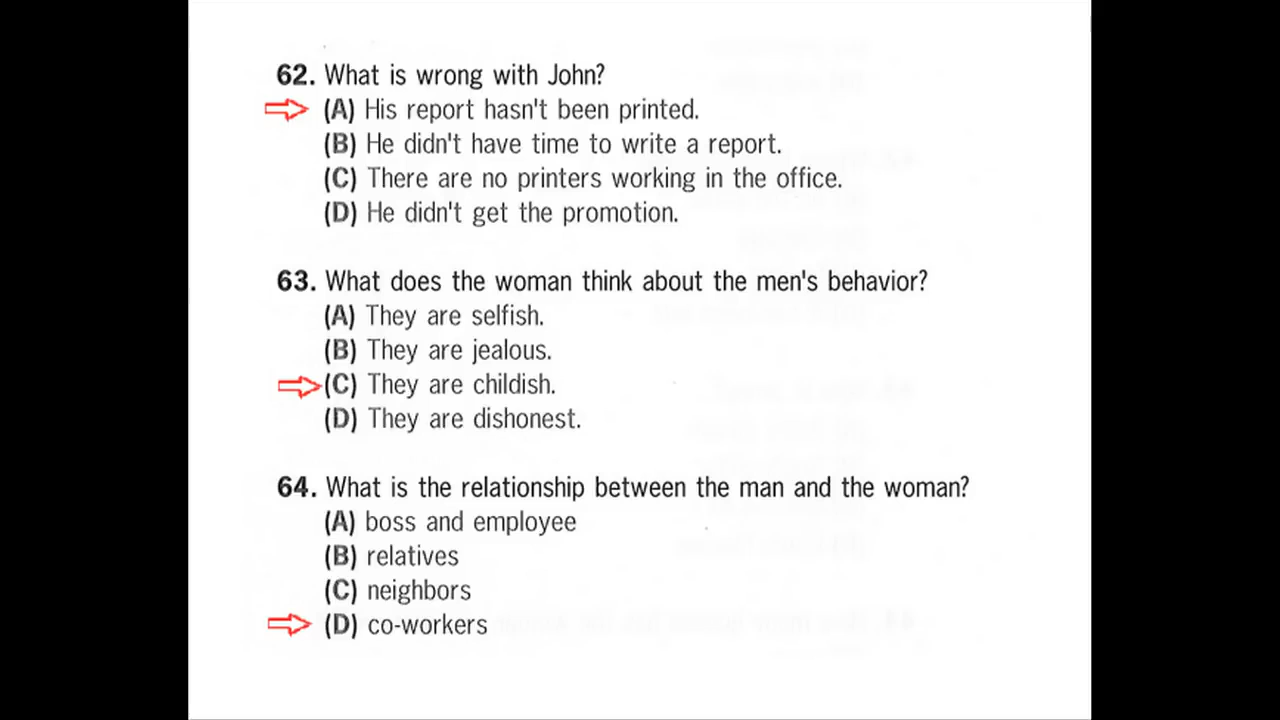 62. What is wrong with John?
(A) His report hasn't been printed.
(B) He didn't have time to write a report.
(C) There are no printers working in the office.
(D) He didn't get the promotion.
63. What does the woman think about the men's behavior?
(A) They are selfish.
(B) They are jealous.
(C) They are childish.
(D) They are dishonest.
64. What is the relationship between the man and the woman?
(A) boss and employee
(B) relatives
(C) neighbors
(D) co-workers